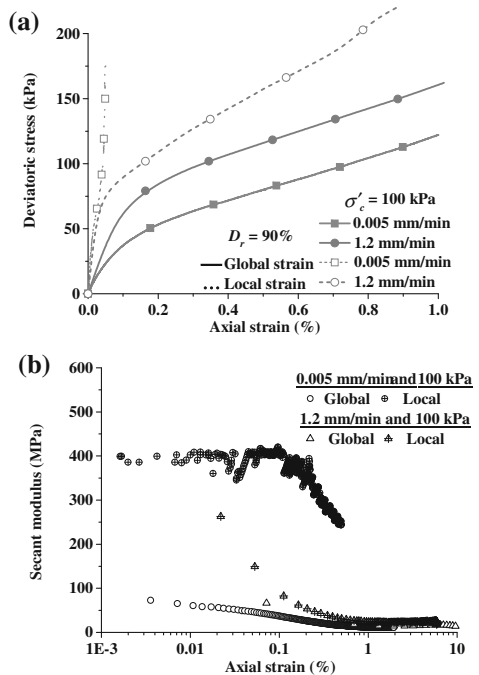 (a)
200
150
100
50
0
Deviatoric stress (kPa)
σ′c = 100 kPa
0.005 mm/min
1.2 mm/min
0.005 mm/min
1.2 mm/min
Dr = 90%
Global strain
Local strain
0.0 0.2 0.4 0.6 0.8 1.0
Axial strain (%)
(b)
600
500
400
300
200
100
0
Secant modulus (MPa)
0.005 mm/min and 100 kPa
Global Local
1.2 mm/min and 100 kPa
Global Local
1E-3 0.01 0.1 1 10
Axial strain (%)